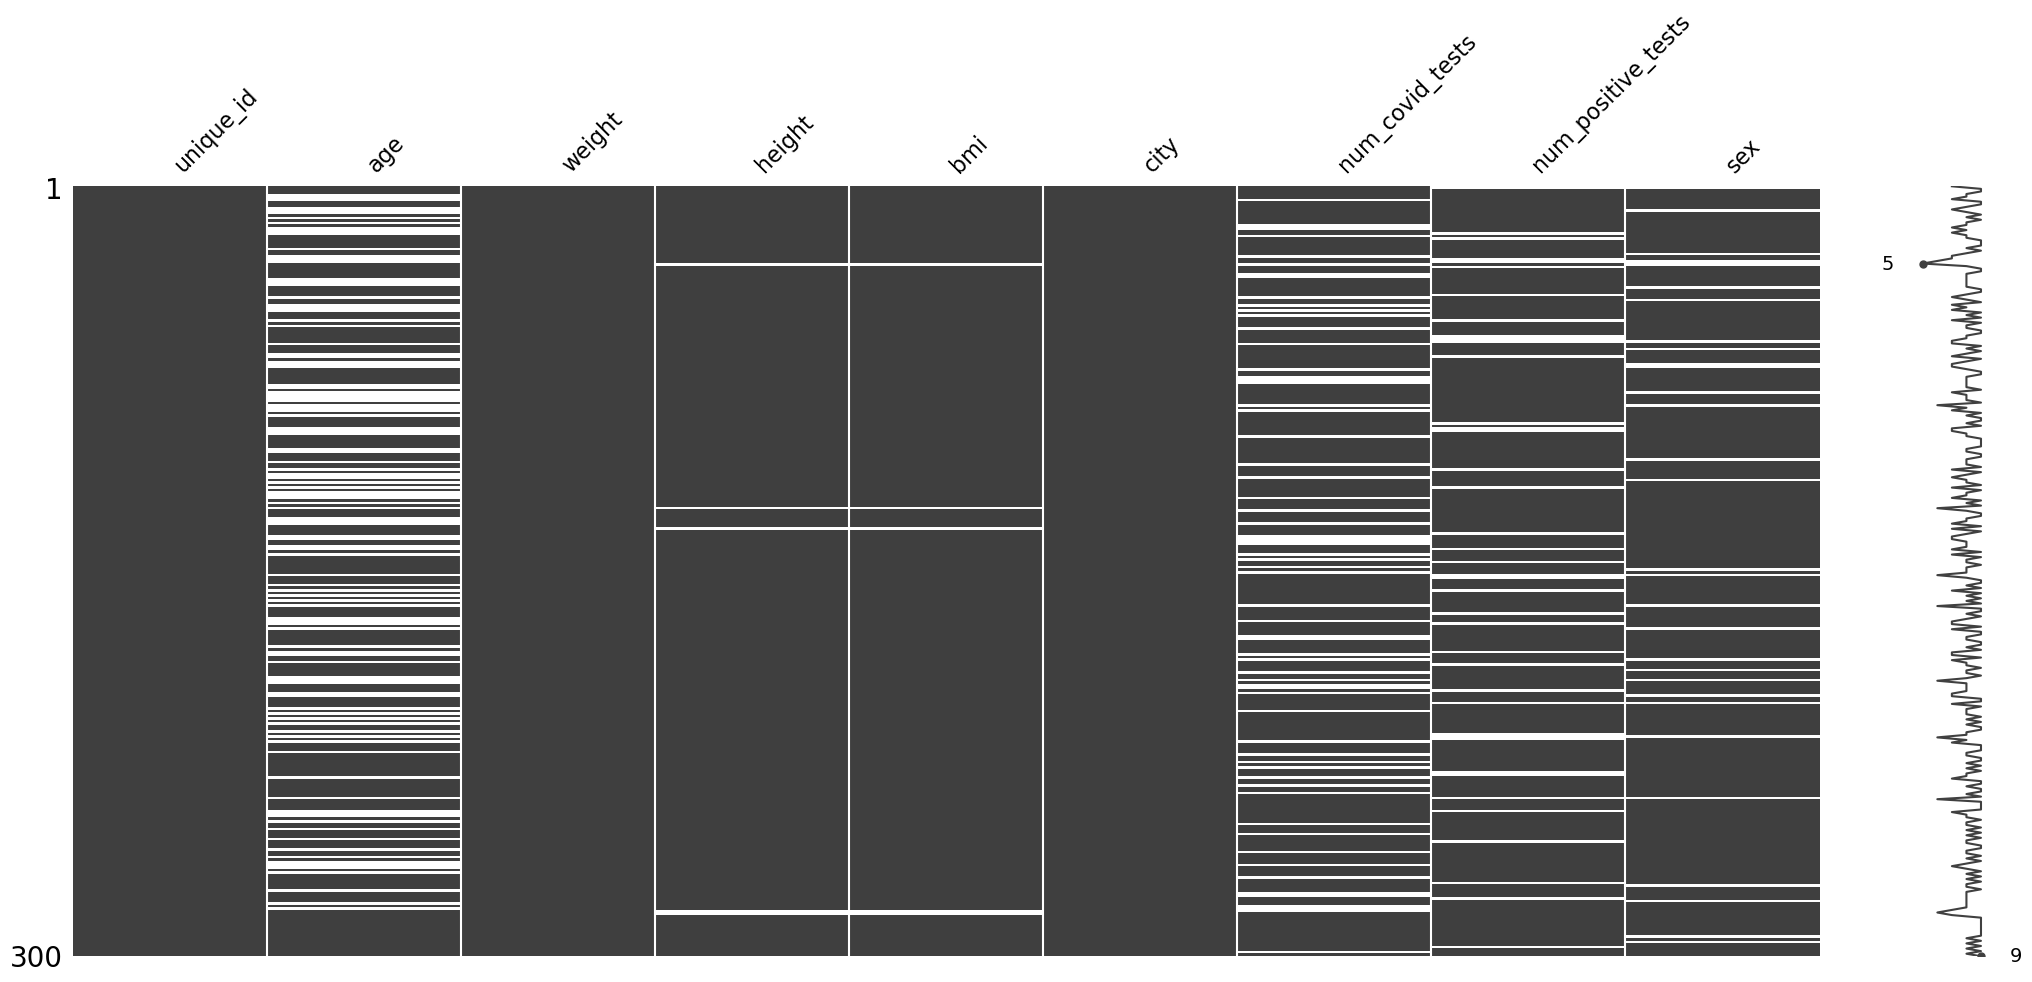 unique_id
age
weight
height
bmi
city
num_covid_tests
num_positive_tests
sex
1
5
300
9